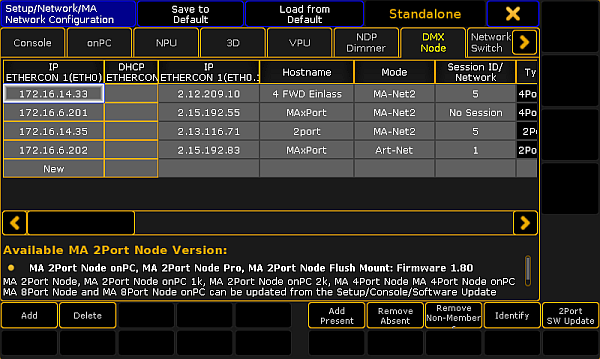 Setup/Network/MA
Network Configuration
Save to
Default
Load from
Default
Standalone
Console
onPC
NPU
3D
VPU
NDP
Dimmer
DMX
Node
Network
Switch
IP
ETHERCON 1(ETH0)
DHCP
ETHERCON
IP
ETHERCON 1(ETH0.
Hostname
Mode
Session ID/
Network
Ty
172.16.14.33 2.12.209.10 4 FWD Einlass MA-Net2 5 4Po
172.16.6.201 2.15.192.55 MAxPort MA-Net2 No Session 4Po
172.16.14.35 2.13.116.71 2port MA-Net2 5 2P
172.16.6.202 2.15.192.83 MAxPort Art-Net 1 2Po
New
Available MA 2Port Node Version:
MA 2Port Node onPC, MA 2Port Node Pro, MA 2Port Node Flush Mount: Firmware 1.80
MA 2Port Node, MA 2Port Node onPC 1k, MA 2Port Node onPC 2k, MA 4Port Node MA 4Port Node onPC
MA 8Port Node and MA 8Port Node onPC can be updated from the Setup/Console/Software Update
Add
Delete
Add
Present
Remove
Absent
Remove
Non-Member
Identify
2Port
SW Update